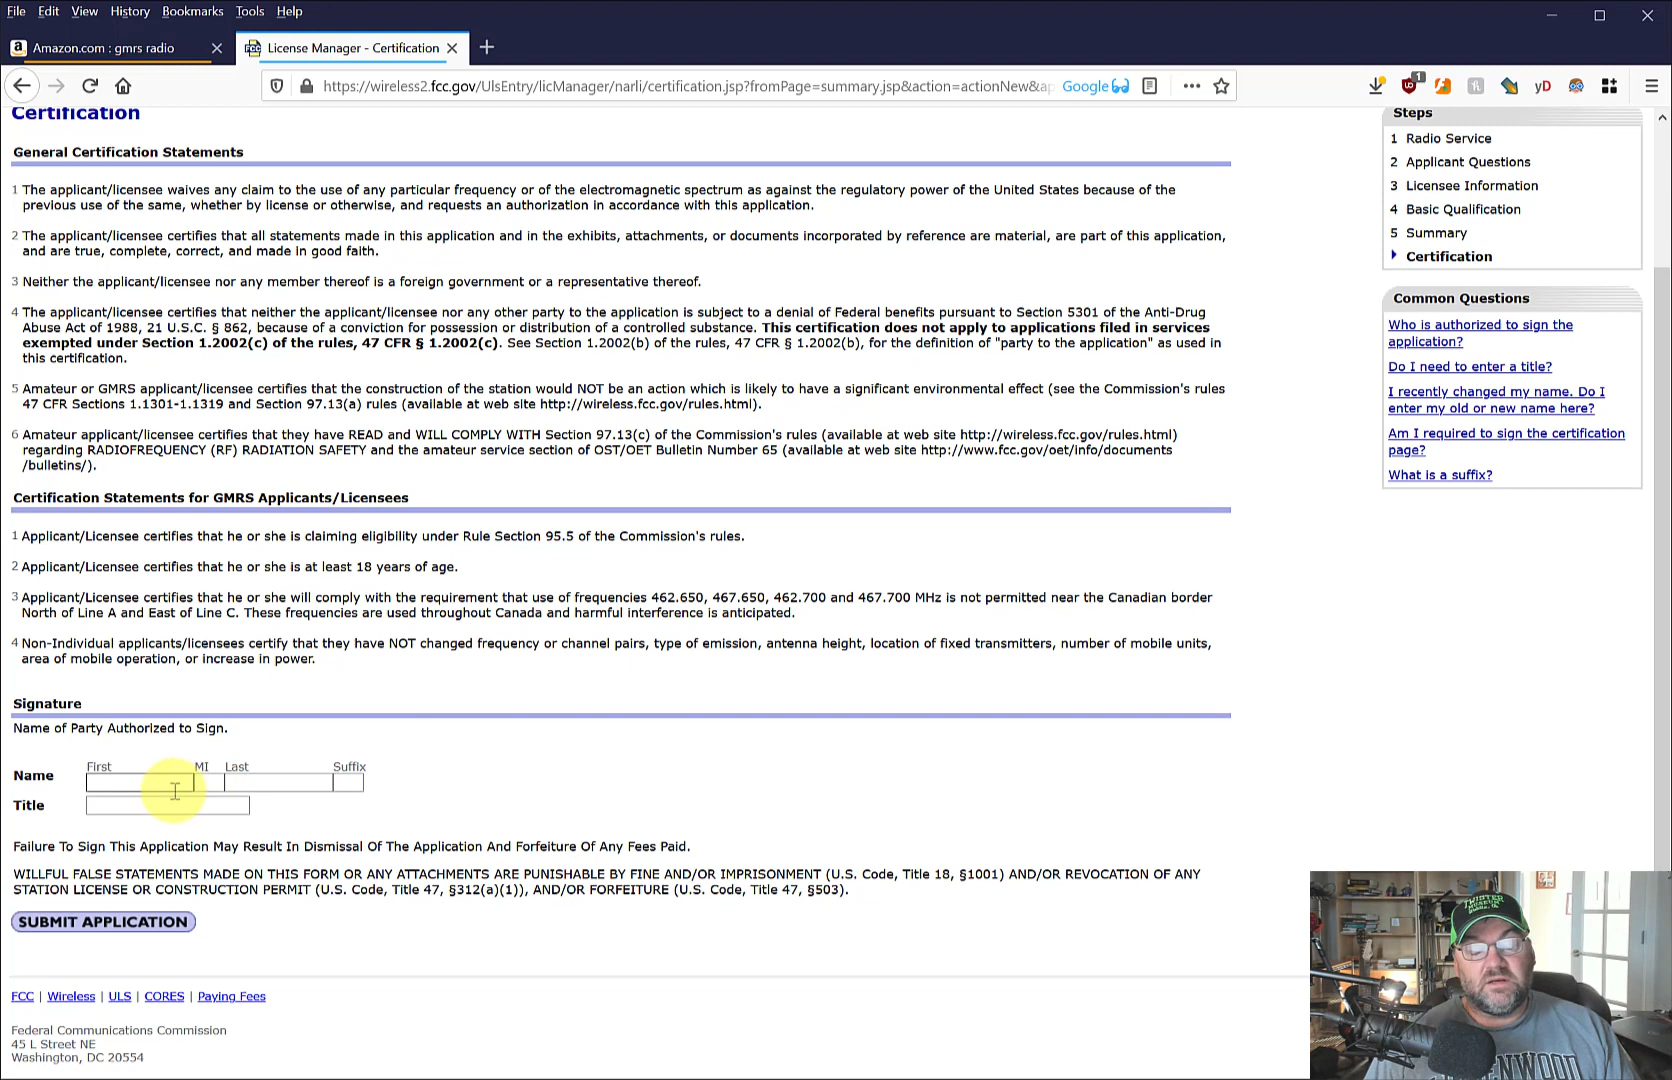 File Edit View History Bookmarks Tools Help
Amazon.com : gmrs radio
License Manager - Certification
https://wireless2.fcc.gov/UlsEntry/licManager/narli/certification.jsp?fromPage=summary.jsp&action=actionNew&ap
Google
1
yD
Certification
General Certification Statements
1 The applicant/licensee waives any claim to the use of any particular frequency or of the electromagnetic spectrum as against the regulatory power of the United States because of the
previous use of the same, whether by license or otherwise, and requests an authorization in accordance with this application.
2 The applicant/licensee certifies that all statements made in this application and in the exhibits, attachments, or documents incorporated by reference are material, are part of this application,
and are true, complete, correct, and made in good faith.
3 Neither the applicant/licensee nor any member thereof is a foreign government or a representative thereof.
4 The applicant/licensee certifies that neither the applicant/licensee nor any other party to the application is subject to a denial of Federal benefits pursuant to Section 5301 of the Anti-Drug
Abuse Act of 1988, 21 U.S.C. § 862, because of a conviction for possession or distribution of a controlled substance. This certification does not apply to applications filed in services
exempted under Section 1.2002(c) of the rules, 47 CFR § 1.2002(c). See Section 1.2002(b) of the rules, 47 CFR § 1.2002(b), for the definition of "party to the application" as used in
this certification.
5 Amateur or GMRS applicant/licensee certifies that the construction of the station would NOT be an action which is likely to have a significant environmental effect (see the Commission's rules
47 CFR Sections 1.1301-1.1319 and Section 97.13(a) rules (available at web site http://wireless.fcc.gov/rules.html).
6 Amateur applicant/licensee certifies that they have READ and WILL COMPLY WITH Section 97.13(c) of the Commission's rules (available at web site http://wireless.fcc.gov/rules.html)
regarding RADIOFREQUENCY (RF) RADIATION SAFETY and the amateur service section of OST/OET Bulletin Number 65 (available at web site http://www.fcc.gov/oet/info/documents
/bulletins/).
Certification Statements for GMRS Applicants/Licensees
1 Applicant/Licensee certifies that he or she is claiming eligibility under Rule Section 95.5 of the Commission's rules.
2 Applicant/Licensee certifies that he or she is at least 18 years of age.
3 Applicant/Licensee certifies that he or she will comply with the requirement that use of frequencies 462.650, 467.650, 462.700 and 467.700 MHz is not permitted near the Canadian border
North of Line A and East of Line C. These frequencies are used throughout Canada and harmful interference is anticipated.
4 Non-Individual applicants/licensees certify that they have NOT changed frequency or channel pairs, type of emission, antenna height, location of fixed transmitters, number of mobile units,
area of mobile operation, or increase in power.
Signature
Name of Party Authorized to Sign.
First MI Last Suffix
Name
Title
Failure To Sign This Application May Result In Dismissal Of The Application And Forfeiture Of Any Fees Paid.
WILLFUL FALSE STATEMENTS MADE ON THIS FORM OR ANY ATTACHMENTS ARE PUNISHABLE BY FINE AND/OR IMPRISONMENT (U.S. Code, Title 18, §1001) AND/OR REVOCATION OF ANY
STATION LICENSE OR CONSTRUCTION PERMIT (U.S. Code, Title 47, §312(a)(1)), AND/OR FORFEITURE (U.S. Code, Title 47, §503).
SUBMIT APPLICATION
FCC | Wireless | ULS | CORES | Paying Fees
Federal Communications Commission
45 L Street NE
Washington, DC 20554
Steps
1 Radio Service
2 Applicant Questions
3 Licensee Information
4 Basic Qualification
5 Summary
Certification
Common Questions
Who is authorized to sign the
application?
Do I need to enter a title?
I recently changed my name. Do I
enter my old or new name here?
Am I required to sign the certification
page?
What is a suffix?
TWISTER
MUSEUM
ENWOOD